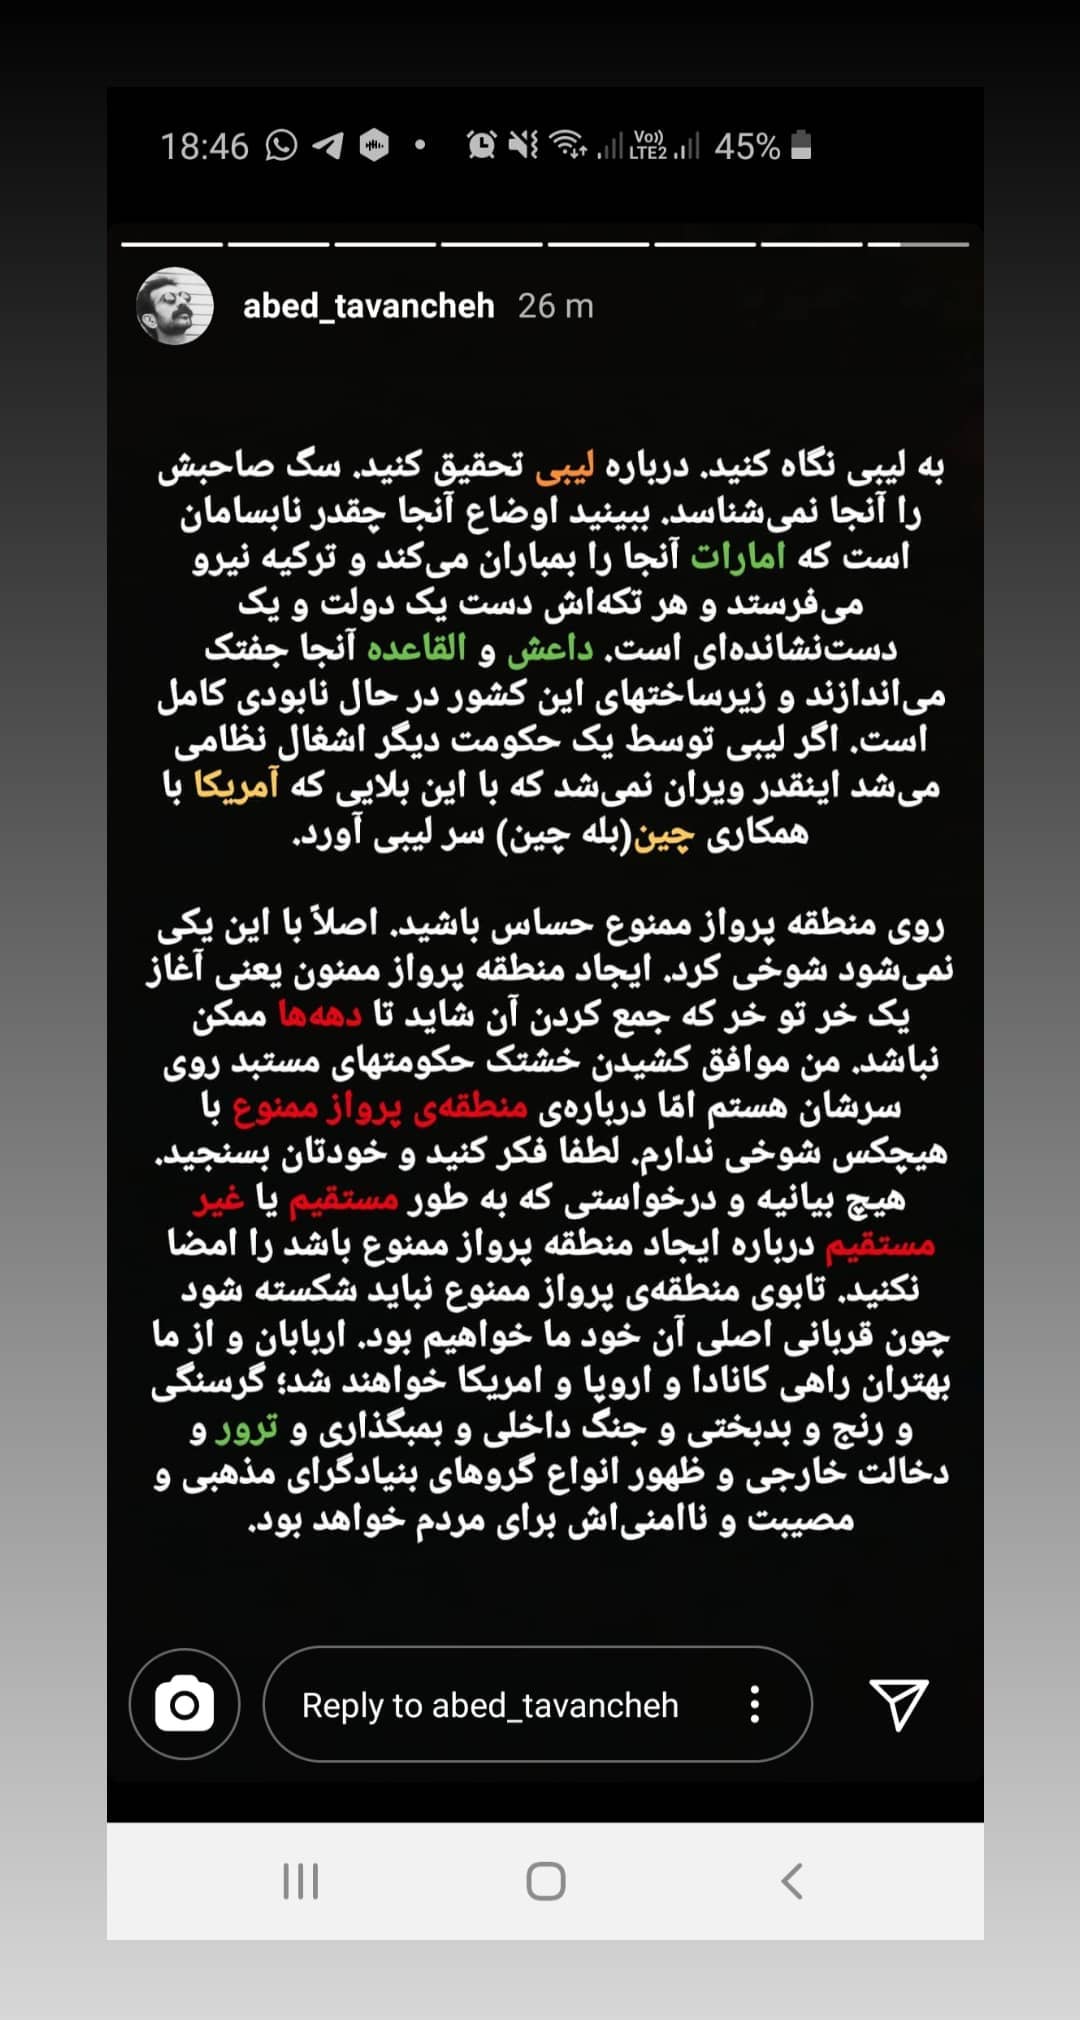 18:46
Vo))
LTE2
45%
abed_tavancheh 26 m
به لیبی نگاه کنید. درباره لیبی تحقیق کنید. سگ صاحبش
را آنجا نمی‌شناسد. ببینید اوضاع آنجا چقدر نابسامان
است که امارات آنجا را بمباران می‌کند و ترکیه نیرو
می‌فرستد و هر تکه‌اش دست یک دولت و یک
دست‌نشانده‌ای است. داعش و القاعده آنجا جفتک
می‌اندازند و زیرساختهای این کشور در حال نابودی کامل
است. اگر لیبی توسط یک حکومت دیگر اشغال نظامی
می‌شد اینقدر ویران نمی‌شد که با این بلایی که آمریکا با
همکاری چین(بله چین) سر لیبی آورد.
روی منطقه پرواز ممنوع حساس باشید. اصلاً با این یکی
نمی‌شود شوخی کرد. ایجاد منطقه پرواز ممنون یعنی آغاز
یک خر تو خر که جمع کردن آن شاید تا دهه‌ها ممکن
نباشد. من موافق کشیدن خشتک حکومتهای مستبد روی
سرشان هستم امّا درباره‌ی منطقه‌ی پرواز ممنوع با
هیچکس شوخی ندارم. لطفا فکر کنید و خودتان بسنجید.
هیچ بیانیه و درخواستی که به طور مستقیم یا غیر
مستقیم درباره ایجاد منطقه پرواز ممنوع باشد را امضا
نکنید. تابوی منطقه‌ی پرواز ممنوع نباید شکسته شود
چون قربانی اصلی آن خود ما خواهیم بود. اربابان و از ما
بهتران راهی کانادا و اروپا و امریکا خواهند شد؛ گرسنگی
و رنج و بدبختی و جنگ داخلی و بمبگذاری و ترور و
دخالت خارجی و ظهور انواع گروهای بنیادگرای مذهبی و
مصیبت و ناامنی‌اش برای مردم خواهد بود.
Reply to abed_tavancheh